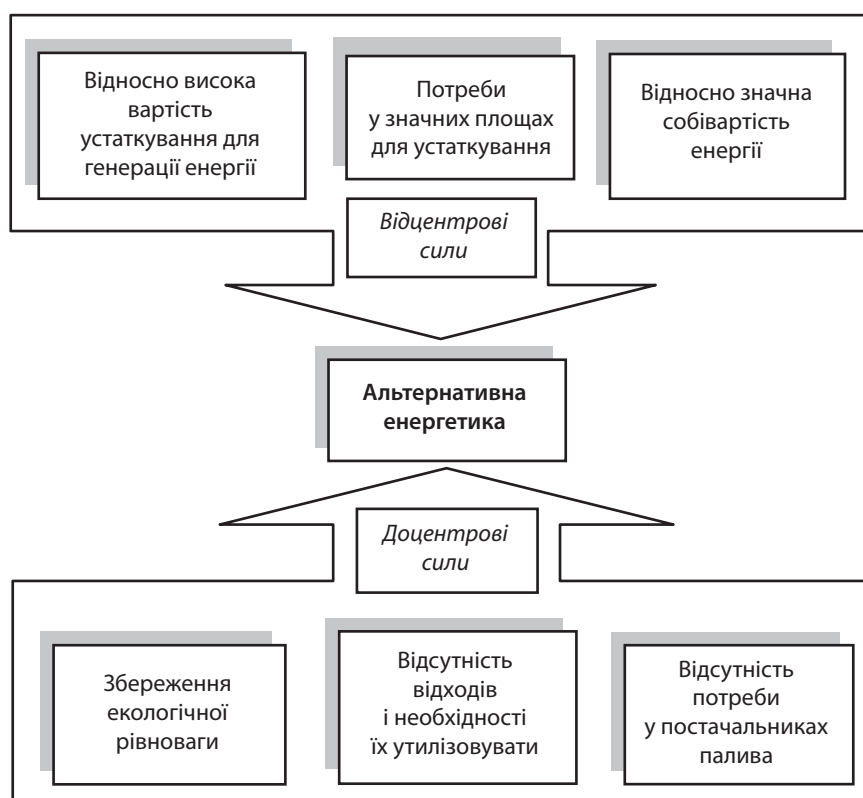 Відносно висока
вартість
устаткування для
генерації енергії
Потреби
у значних площах
для устаткування
Відносно значна
собівартість
енергії
Відцентрові
сили
Альтернативна
енергетика
Доцентрові
сили
Збереження
екологічної
рівноваги
Відсутність
відходів
і необхідності
їх утилізовувати
Відсутність
потреби
у постачальниках
палива